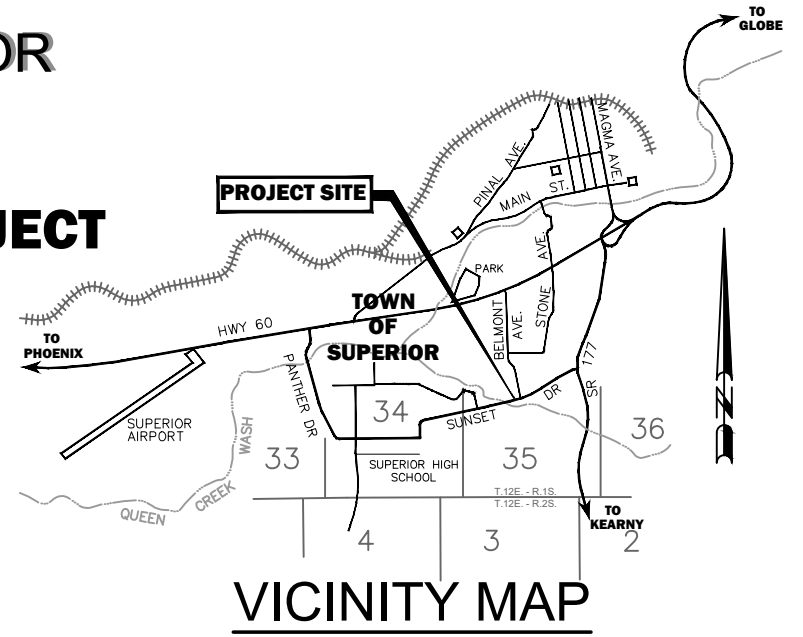 OR
JECT
TO
GLOBE
PINAL AVE.
MAGMA AVE.
MAIN ST.
PROJECT SITE
PARK
TOWN
OF
SUPERIOR
HWY 60
TO
PHOENIX
BELMONT
AVE.
STONE AVE.
PANTHER DR
SUPERIOR
AIRPORT
SUNSET DR
SR 177
34
33
35
36
SUPERIOR HIGH
SCHOOL
QUEEN CREEK WASH
T.12E. - R.1S.
T.12E. - R.2S.
TO
KEARNY
4
3
2
N
VICINITY MAP